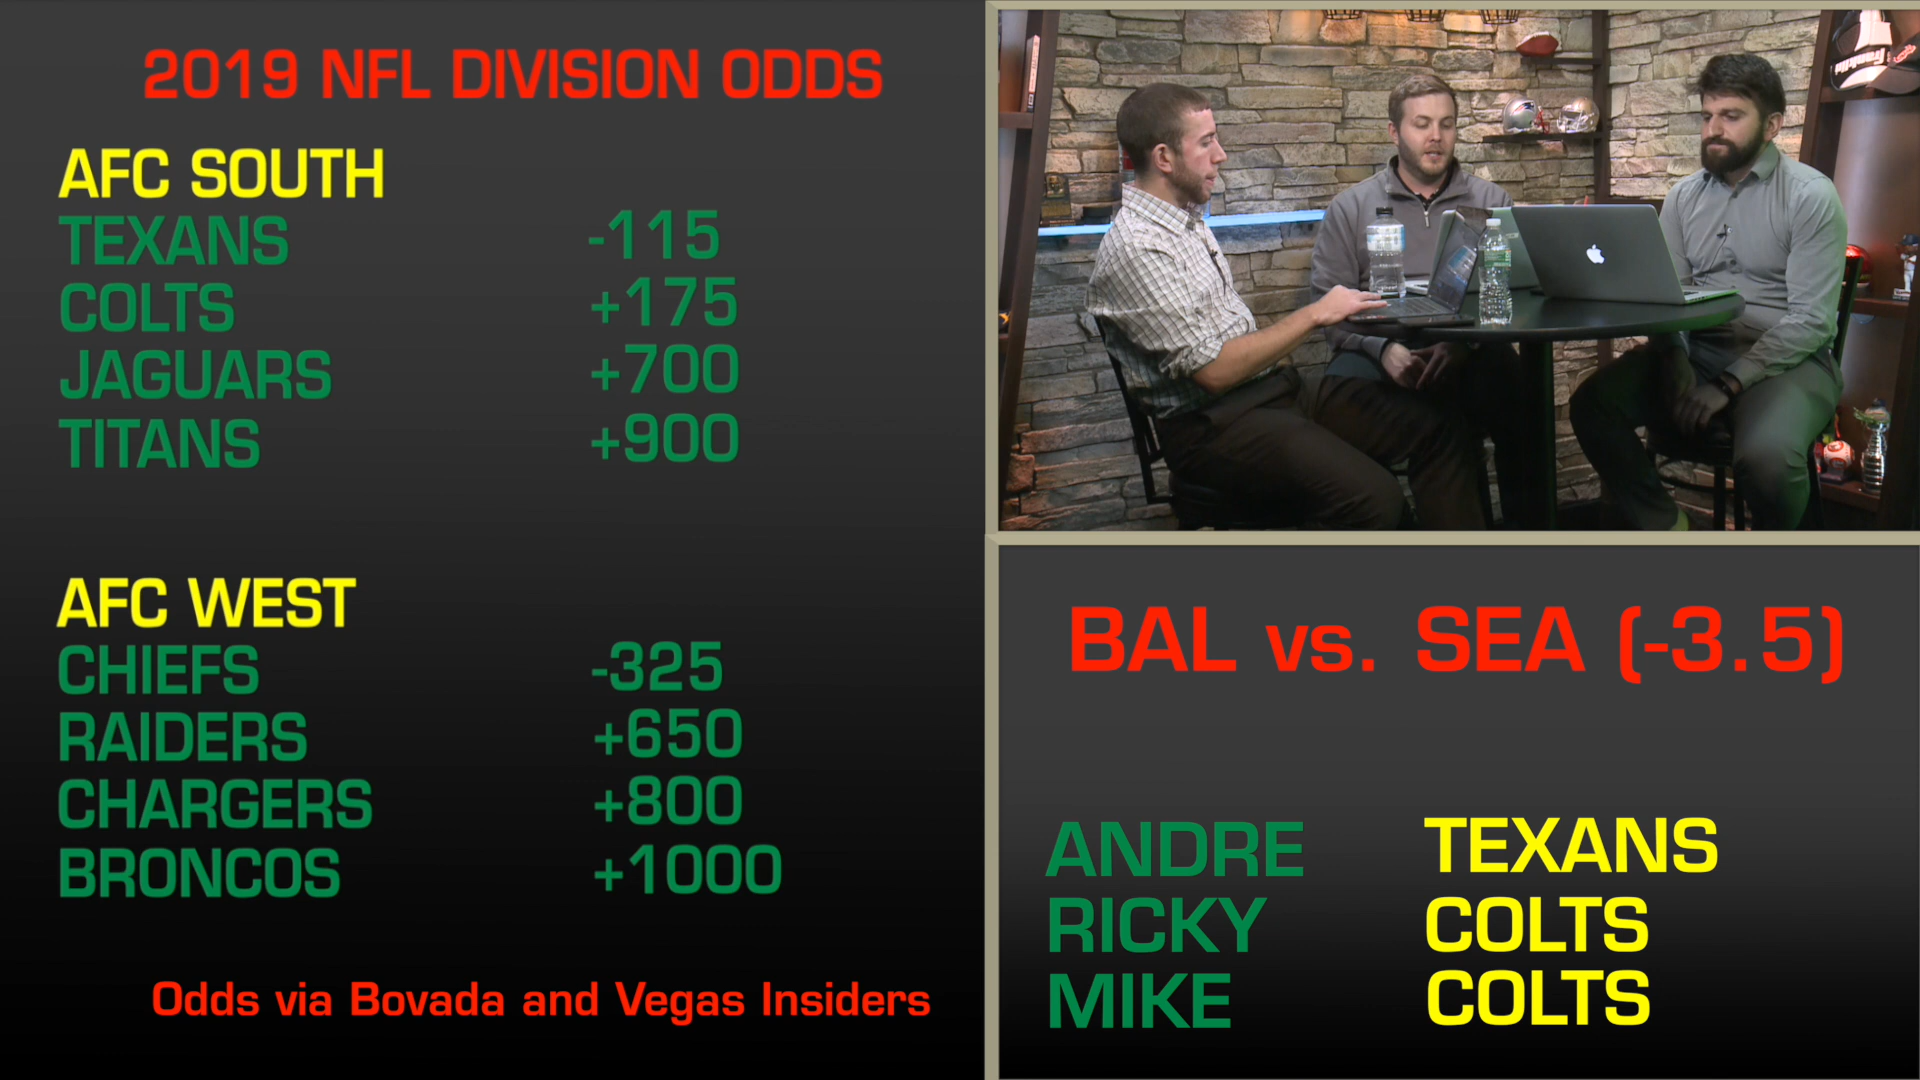 2019 NFL DIVISION ODDS
AFC SOUTH
TEXANS -115
COLTS +175
JAGUARS +700
TITANS +900
AFC WEST
CHIEFS -325
RAIDERS +650
CHARGERS +800
BRONCOS +1000
Odds via Bovada and Vegas Insiders
BAL vs. SEA (-3.5)
ANDRE TEXANS
RICKY COLTS
MIKE COLTS